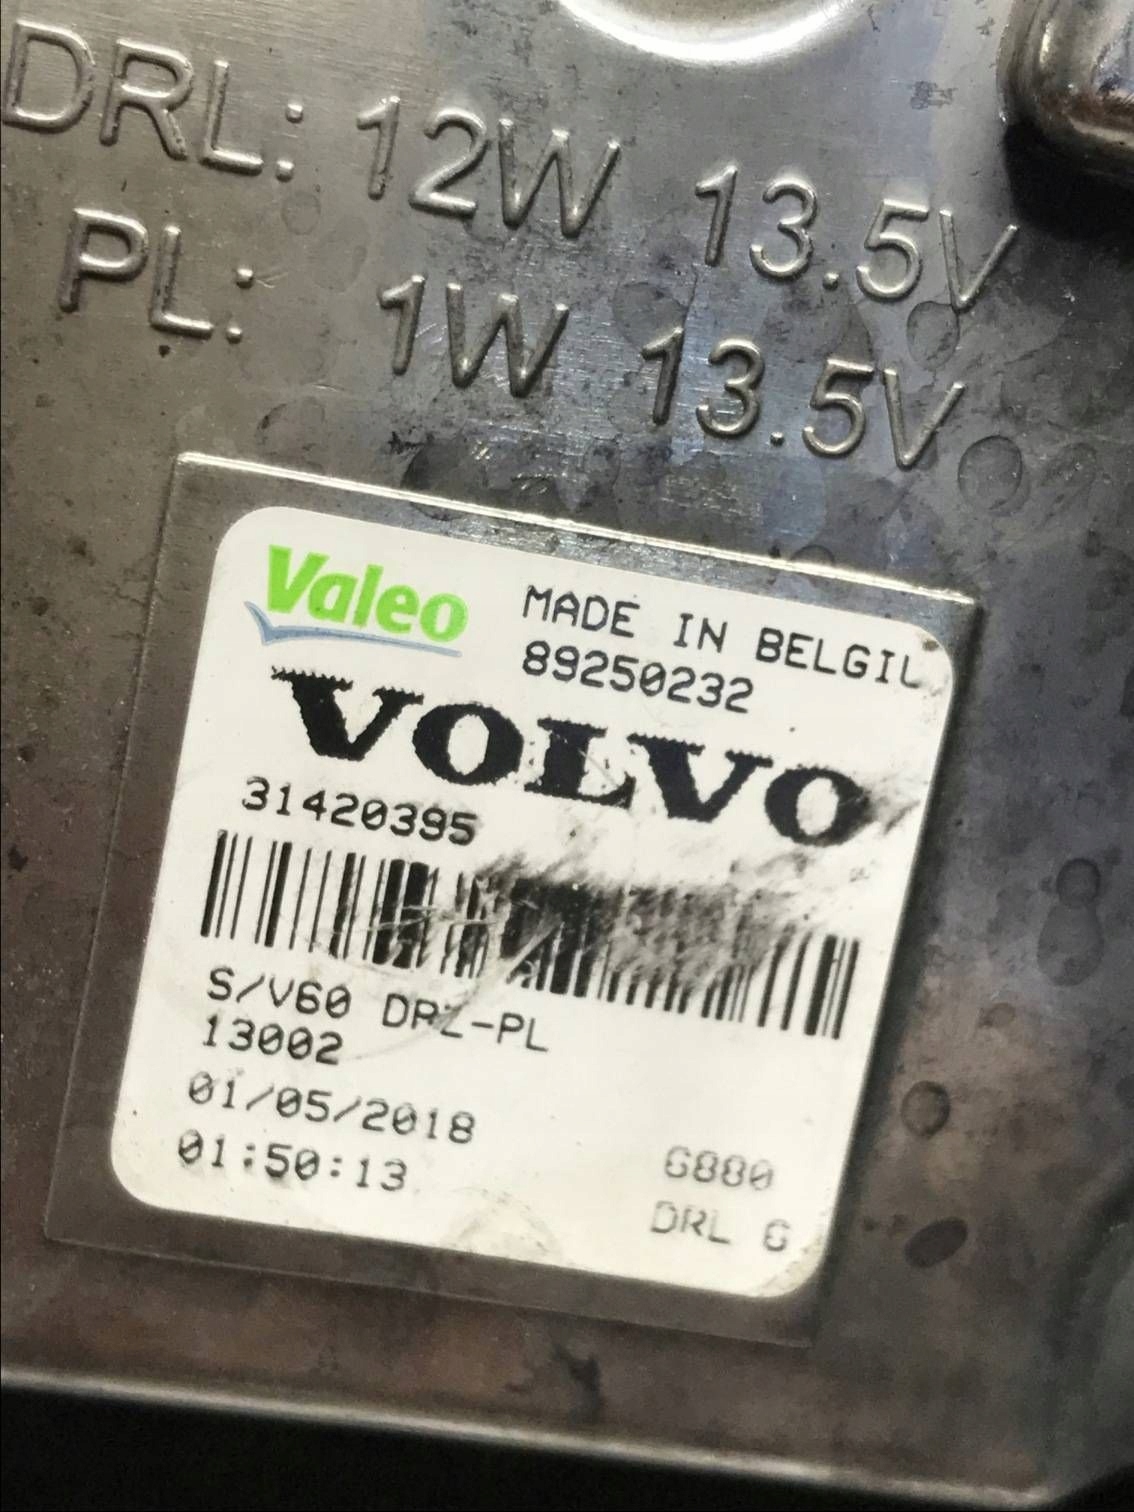 DRL: 12W 13.5V
PL: 1W 13.5V
Valeo
MADE IN BELGIU
89250232
VOLVO
31420395
S/V60 DRL-PL
13002
01/05/2018
01:50:13
G880
DRL G